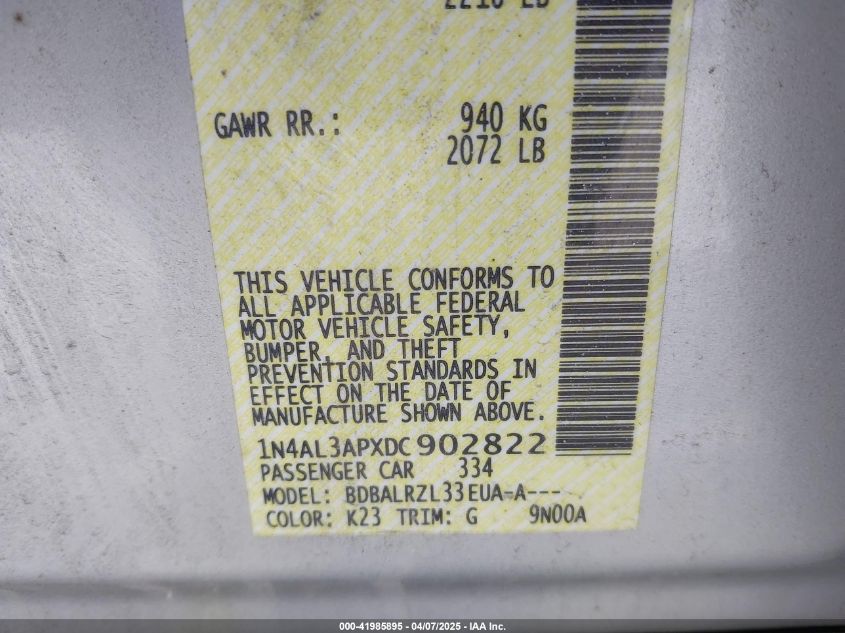 GAWR RR.: 940 KG
2072 LB
THIS VEHICLE CONFORMS TO
ALL APPLICABLE FEDERAL
MOTOR VEHICLE SAFETY,
BUMPER, AND THEFT
PREVENTION STANDARDS IN
EFFECT ON THE DATE OF
MANUFACTURE SHOWN ABOVE.
1N4AL3APXDC902822
PASSENGER CAR 334
MODEL: BDBALRZL33EUA-A---
COLOR: K23 TRIM: G 9N00A
000-41985895 - 04/07/2025 - IAA Inc.